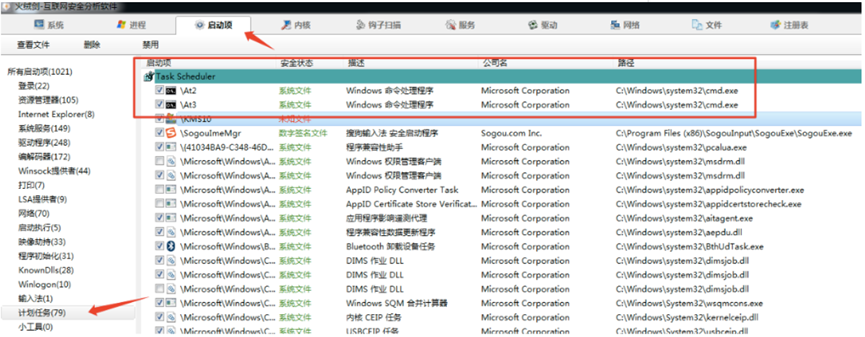 火绒剑-互联网安全分析软件
系统 进程 启动项 内核 钩子扫描 服务 驱动 网络 文件 注册表
查看文件 删除 禁用
所有启动项(1021)
登录(22)
资源管理器(105)
Internet Explorer(8)
系统服务(149)
驱动程序(248)
编解码器(172)
Winsock提供者(44)
打印(7)
LSA提供者(9)
网络(70)
启动执行(5)
映像劫持(33)
程序初始化(31)
KnownDlls(28)
Winlogon(10)
输入法(1)
计划任务(79)
小工具(0)
启动项 安全状态 描述 公司名 路径
Task Scheduler
\At2 系统文件 Windows 命令处理程序 Microsoft Corporation C:\Windows\system32\cmd.exe
\At3 系统文件 Windows 命令处理程序 Microsoft Corporation C:\Windows\system32\cmd.exe
\KMS10 未知文件
\SogouImeMgr 数字签名文件 搜狗输入法 安全启动程序 Sogou.com Inc. C:\Program Files (x86)\SogouInput\SogouExe\SogouExe.exe
\{41034BA9-C348-46D... 系统文件 程序兼容性助手 Microsoft Corporation C:\Windows\system32\pcalua.exe
\Microsoft\Windows\A... 系统文件 Windows 权限管理客户端 Microsoft Corporation C:\Windows\system32\msdrm.dll
\Microsoft\Windows\A... 系统文件 Windows 权限管理客户端 Microsoft Corporation C:\Windows\system32\msdrm.dll
\Microsoft\Windows\A... 系统文件 AppID Policy Converter Task Microsoft Corporation C:\Windows\system32\appidpolicyconverter.exe
\Microsoft\Windows\A... 系统文件 AppID Certificate Store Verificat... Microsoft Corporation C:\Windows\system32\appidcertstorecheck.exe
\Microsoft\Windows\A... 系统文件 应用程序影响遥测代理 Microsoft Corporation C:\Windows\system32\aitagent.exe
\Microsoft\Windows\A... 系统文件 程序兼容性数据更新程序 Microsoft Corporation C:\Windows\system32\aepdu.dll
\Microsoft\Windows\B... 系统文件 Bluetooth 卸载设备任务 Microsoft Corporation C:\Windows\system32\BthUdTask.exe
\Microsoft\Windows\C... 系统文件 DIMS 作业 DLL Microsoft Corporation C:\Windows\system32\dimsjob.dll
\Microsoft\Windows\C... 系统文件 DIMS 作业 DLL Microsoft Corporation C:\Windows\system32\dimsjob.dll
\Microsoft\Windows\C... 系统文件 DIMS 作业 DLL Microsoft Corporation C:\Windows\system32\dimsjob.dll
\Microsoft\Windows\C... 系统文件 Windows SQM 合并计算器 Microsoft Corporation C:\Windows\System32\wsqmcons.exe
\Microsoft\Windows\C... 系统文件 内核 CEIP 任务 Microsoft Corporation C:\Windows\System32\kernelceip.dll
\Microsoft\Windows\C... 系统文件 USBCEIP 任务 Microsoft Corporation C:\Windows\System32\usbceip.dll